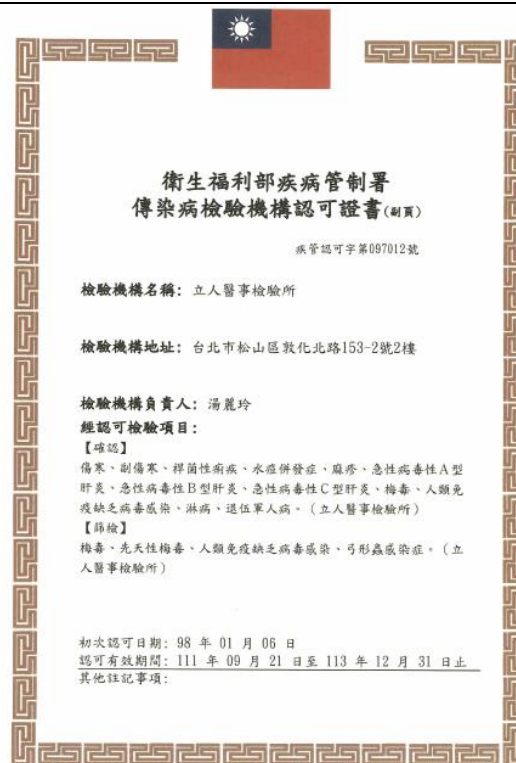 衛生福利部疾病管制署
傳染病檢驗機構認可證書(副頁)
疾管認可字第097012號
檢驗機構名稱：立人醫事檢驗所
檢驗機構地址：台北市松山區敦化北路153-2號2樓
檢驗機構負責人：湯麗玲
經認可檢驗項目：
【確認】
傷寒、副傷寒、桿菌性痢疾、水痘併發症、麻疹、急性病毒性A型
肝炎、急性病毒性B型肝炎、急性病毒性C型肝炎、梅毒、人類免
疫缺乏病毒感染、淋病、退伍軍人病。（立人醫事檢驗所）
【篩檢】
梅毒、先天性梅毒、人類免疫缺乏病毒感染、弓形蟲感染症。（立
人醫事檢驗所）
初次認可日期：98 年 01 月 06 日
認可有效期間：111 年 09 月 21 日至 113 年 12 月 31 日止
其他註記事項：